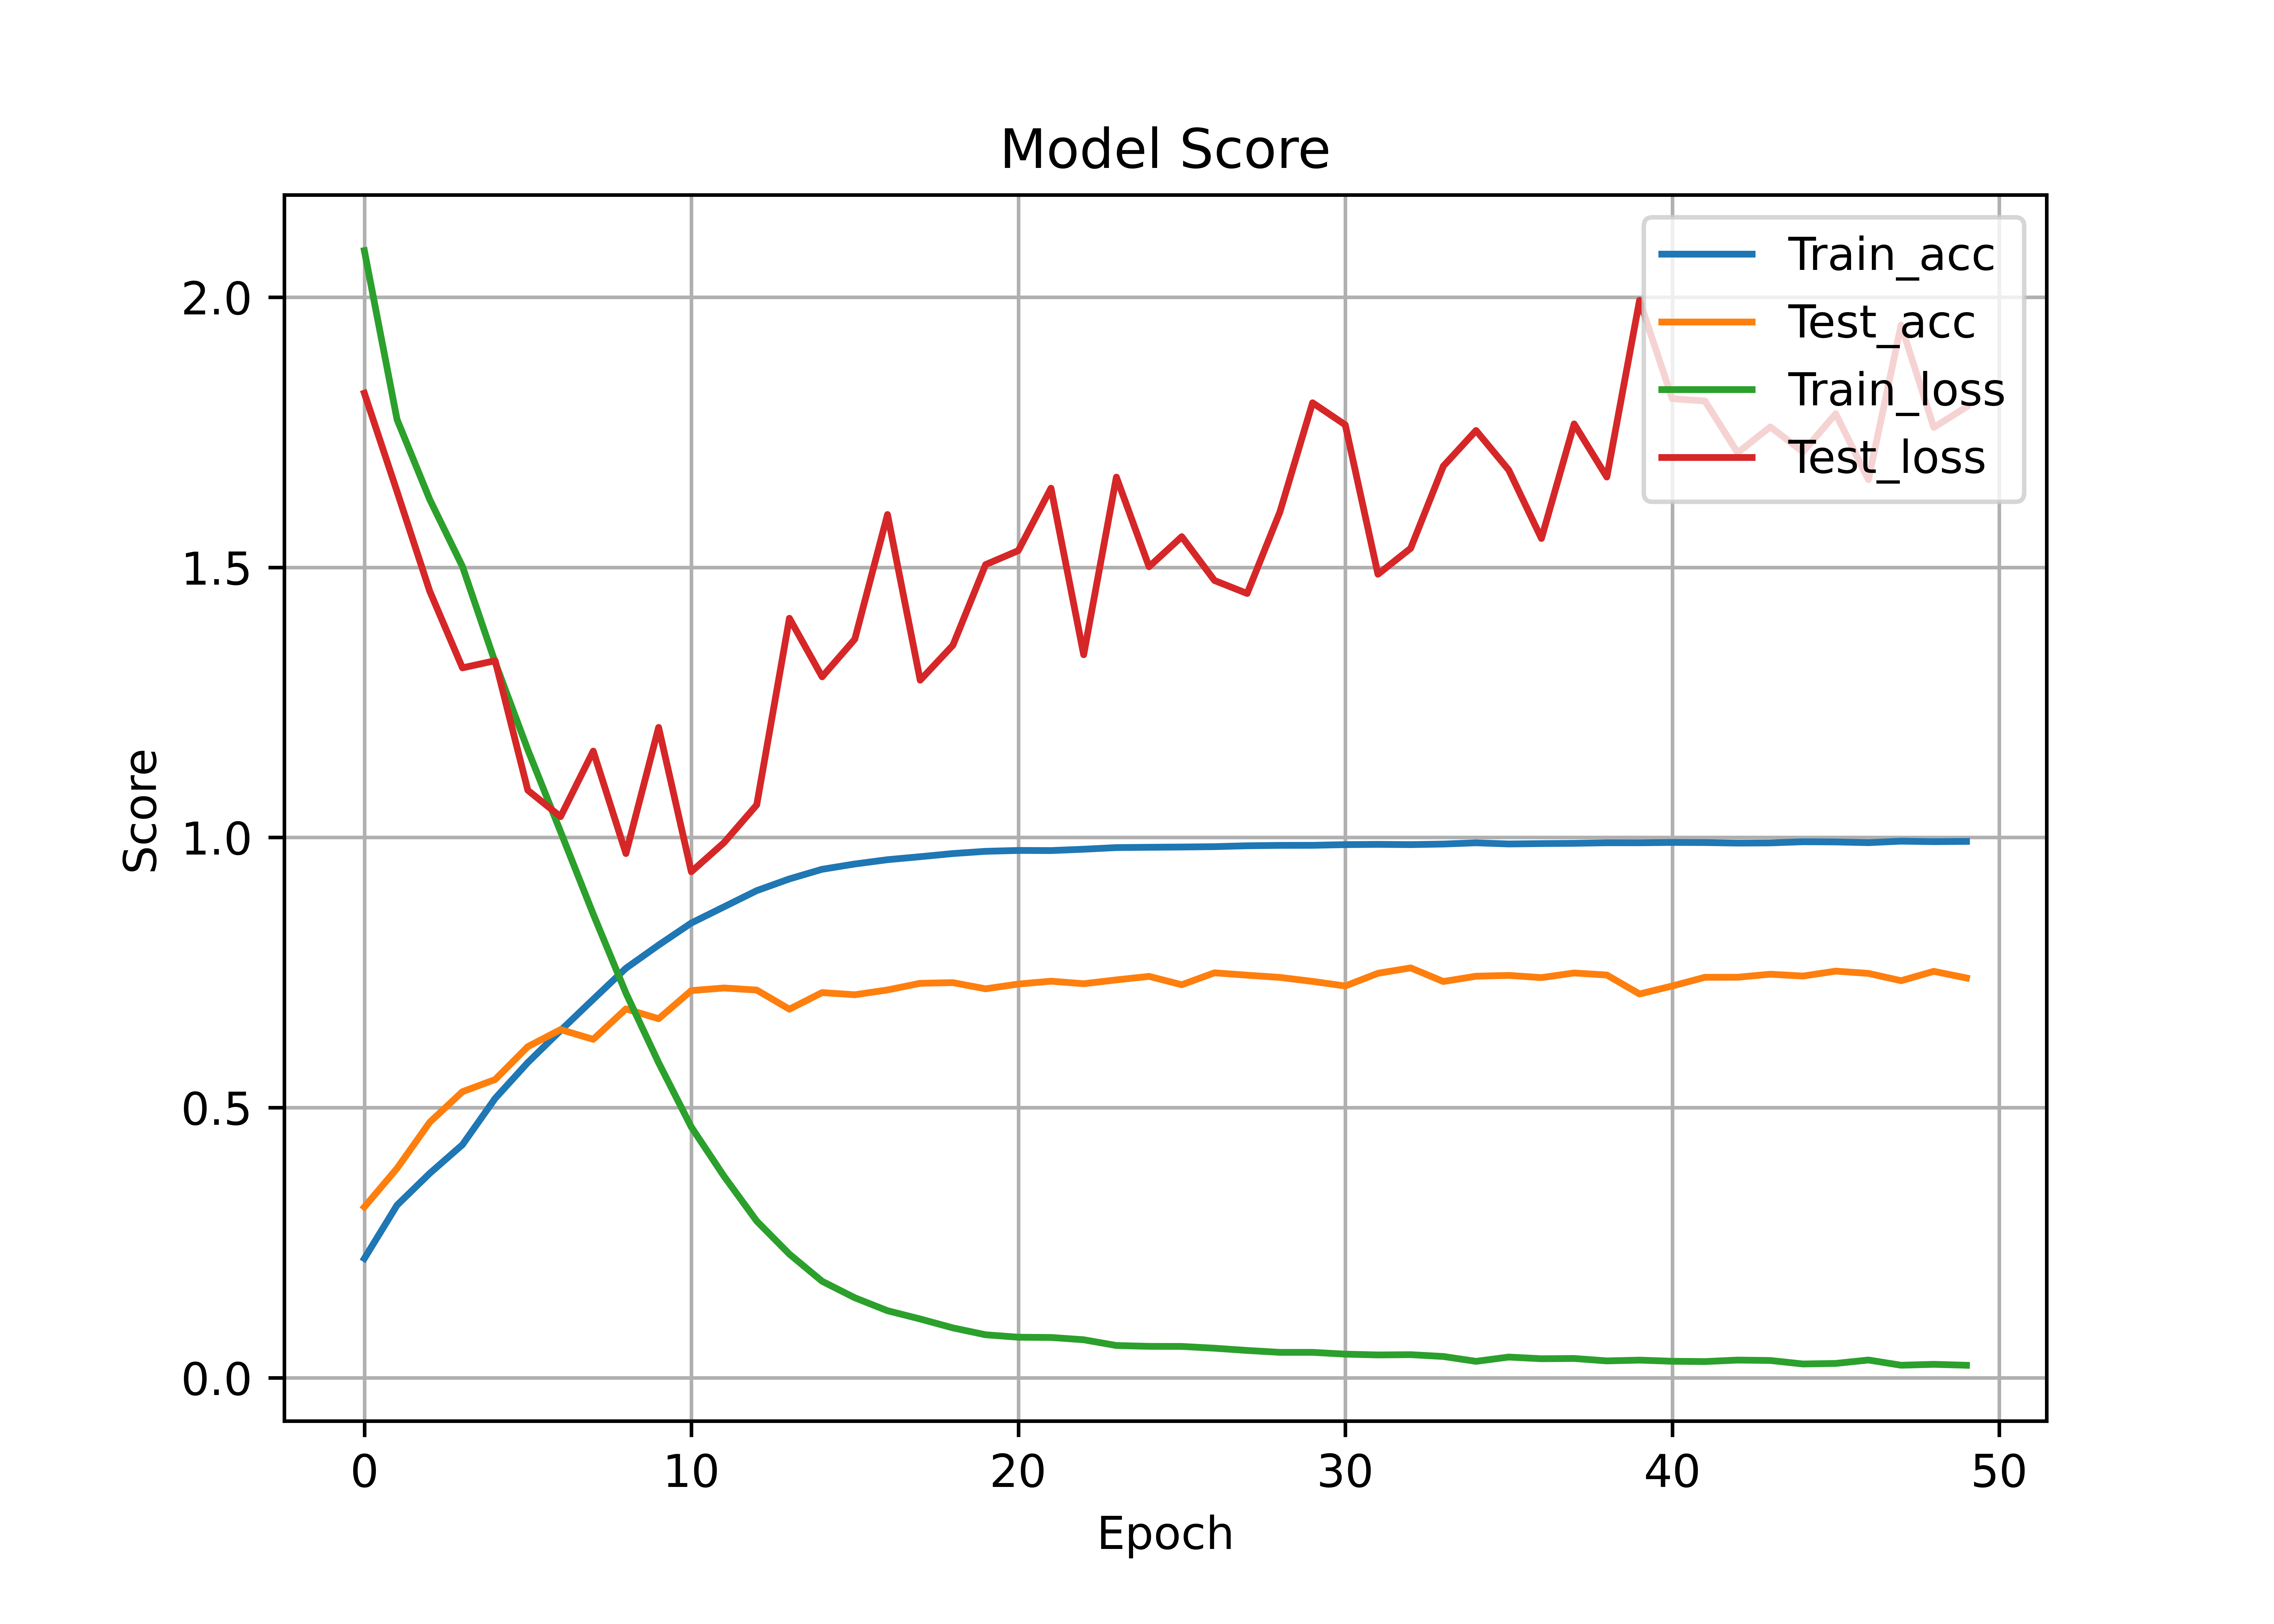 Model Score
Train_acc
Test_acc
Train_loss
Test_loss
2.0
1.5
1.0
0.5
0.0
Score
0 10 20 30 40 50
Epoch